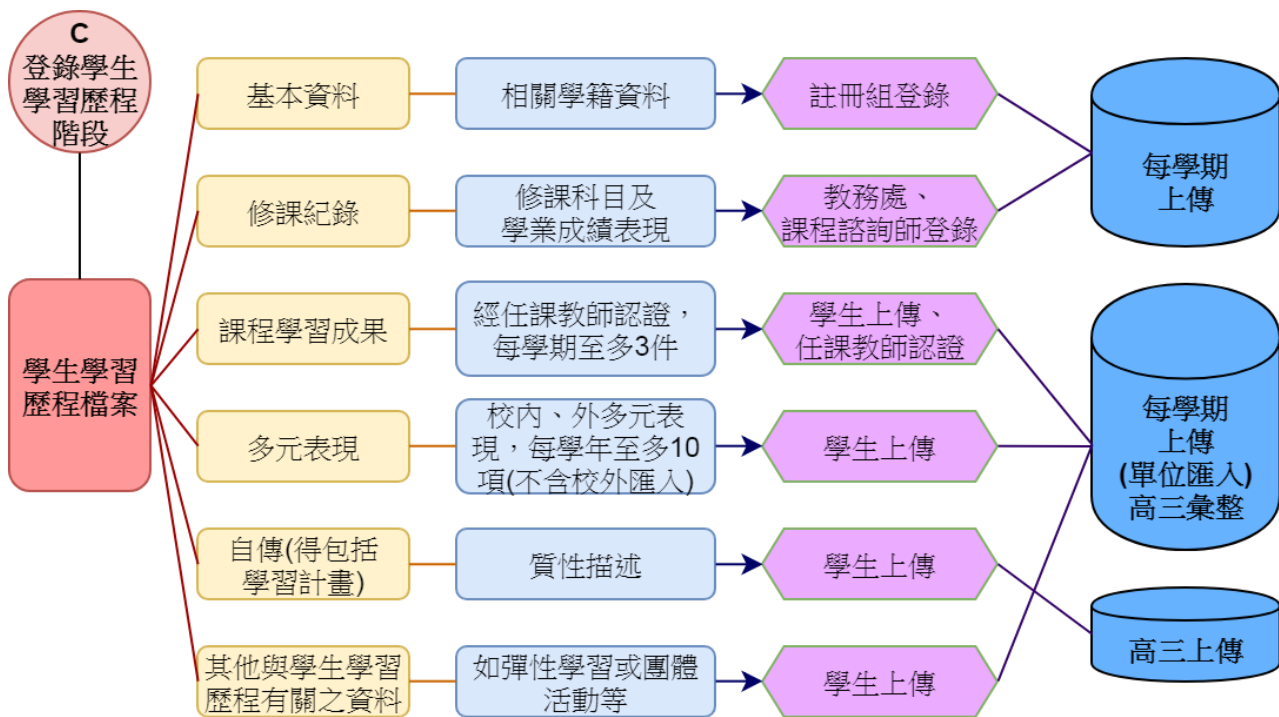 C
登錄學生
學習歷程
階段
學生學習
歷程檔案
基本資料
相關學籍資料
註冊組登錄
修課紀錄
修課科目及
學業成績表現
教務處、
課程諮詢師登錄
每學期
上傳
課程學習成果
經任課教師認證，
每學期至多3件
學生上傳、
任課教師認證
多元表現
校內、外多元表
現，每學年至多10
項(不含校外匯入)
學生上傳
每學期
上傳
(單位匯入)
高三彙整
自傳(得包括
學習計畫)
質性描述
學生上傳
高三上傳
其他與學生學習
歷程有關之資料
如彈性學習或團體
活動等
學生上傳